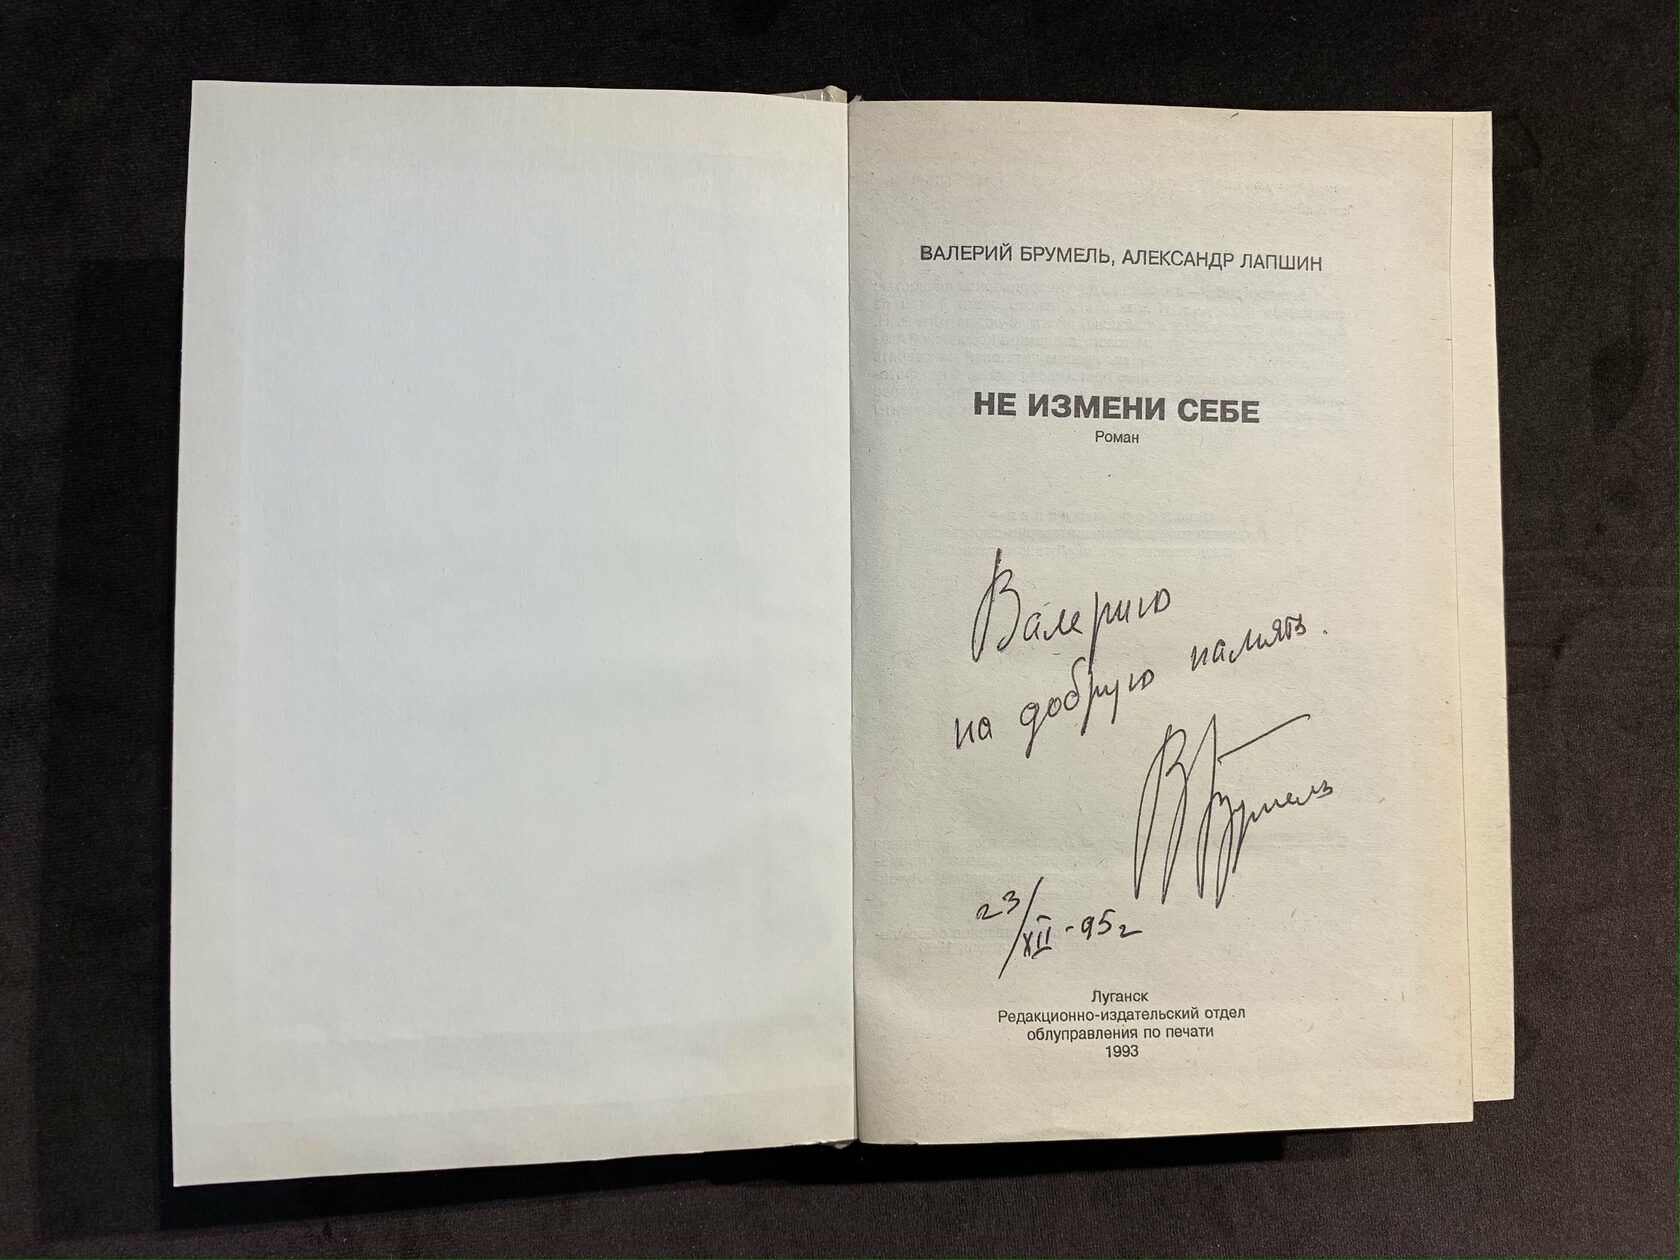 ВАЛЕРИЙ БРУМЕЛЬ, АЛЕКСАНДР ЛАПШИН
НЕ ИЗМЕНИ СЕБЕ
Роман
Валерию
на добрую память.
В Брумель
23/XII-95г
Луганск
Редакционно-издательский отдел
облуправления по печати
1993